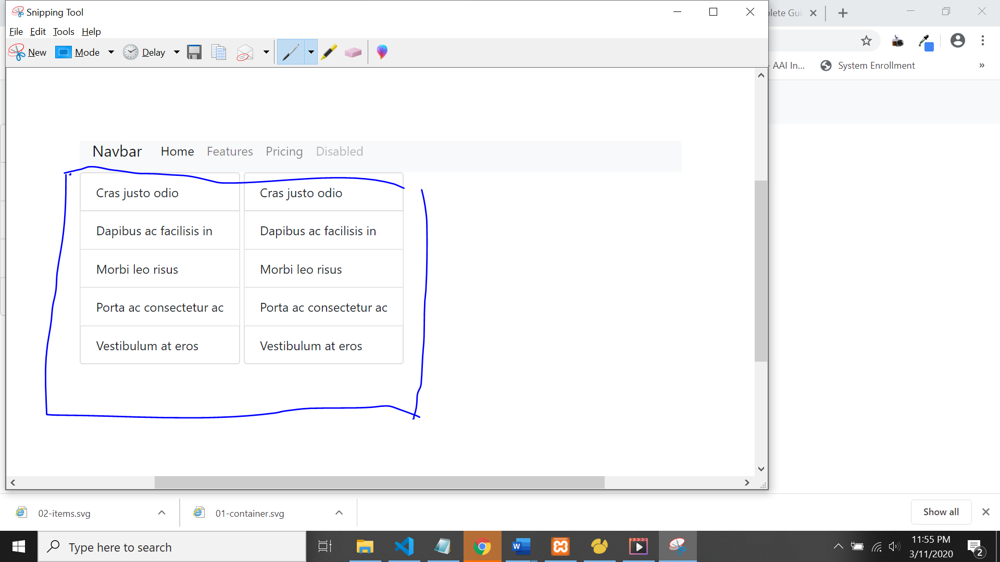 Snipping Tool
plete Gui
File Edit Tools Help
New Mode Delay
AAI In... System Enrollment »
Navbar Home Features Pricing Disabled
Cras justo odio Cras justo odio
Dapibus ac facilisis in Dapibus ac facilisis in
Morbi leo risus Morbi leo risus
Porta ac consectetur ac Porta ac consectetur ac
Vestibulum at eros Vestibulum at eros
02-items.svg 01-container.svg Show all
Type here to search
11:55 PM
3/11/2020
2